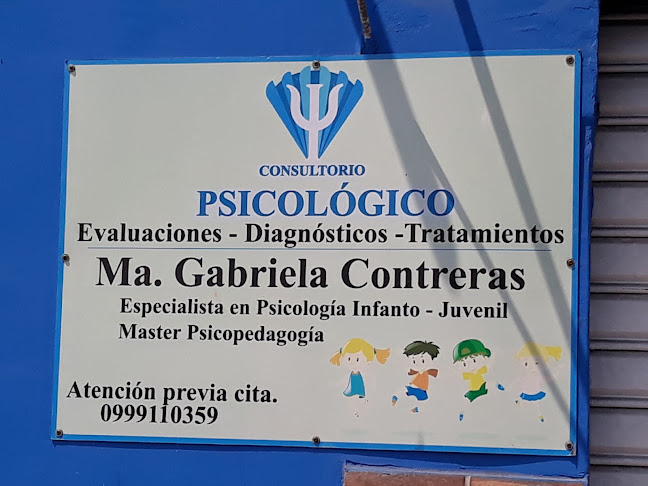 CONSULTORIO
PSICOLÓGICO
Evaluaciones - Diagnósticos -Tratamientos
Ma. Gabriela Contreras
Especialista en Psicología Infanto - Juvenil
Master Psicopedagogía
Atención previa cita.
0999110359